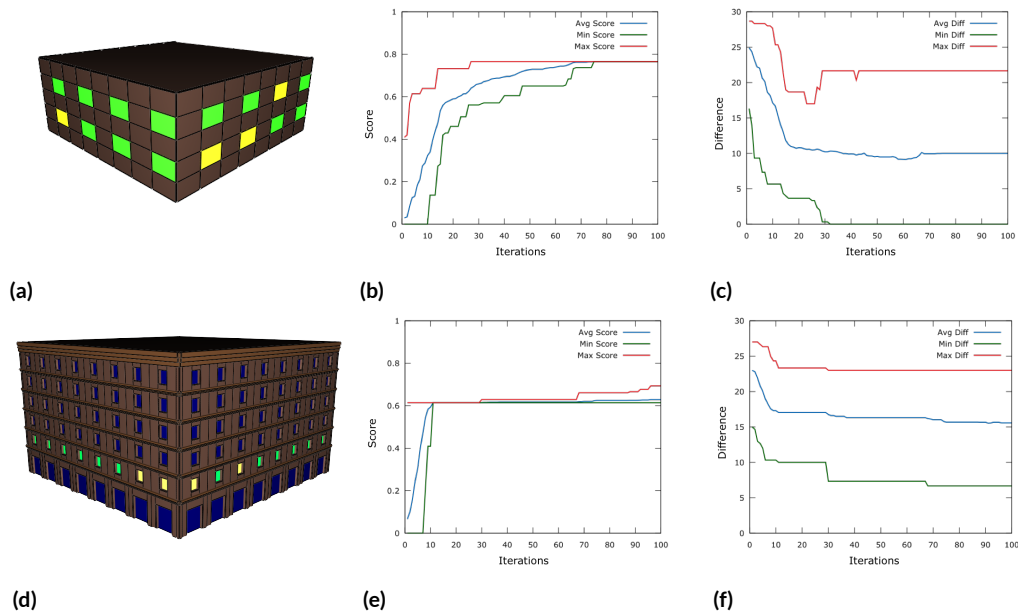 1
0.8
0.6
0.4
0.2
0
Score
Avg Score
Min Score
Max Score
0 10 20 30 40 50 60 70 80 90 100
Iterations
30
25
20
15
10
5
0
Difference
Avg Diff
Min Diff
Max Diff
0 10 20 30 40 50 60 70 80 90 100
Iterations
(a)
(b)
(c)
1
0.8
0.6
0.4
0.2
0
Score
Avg Score
Min Score
Max Score
0 10 20 30 40 50 60 70 80 90 100
Iterations
30
25
20
15
10
5
0
Difference
Avg Diff
Min Diff
Max Diff
0 10 20 30 40 50 60 70 80 90 100
Iterations
(d)
(e)
(f)